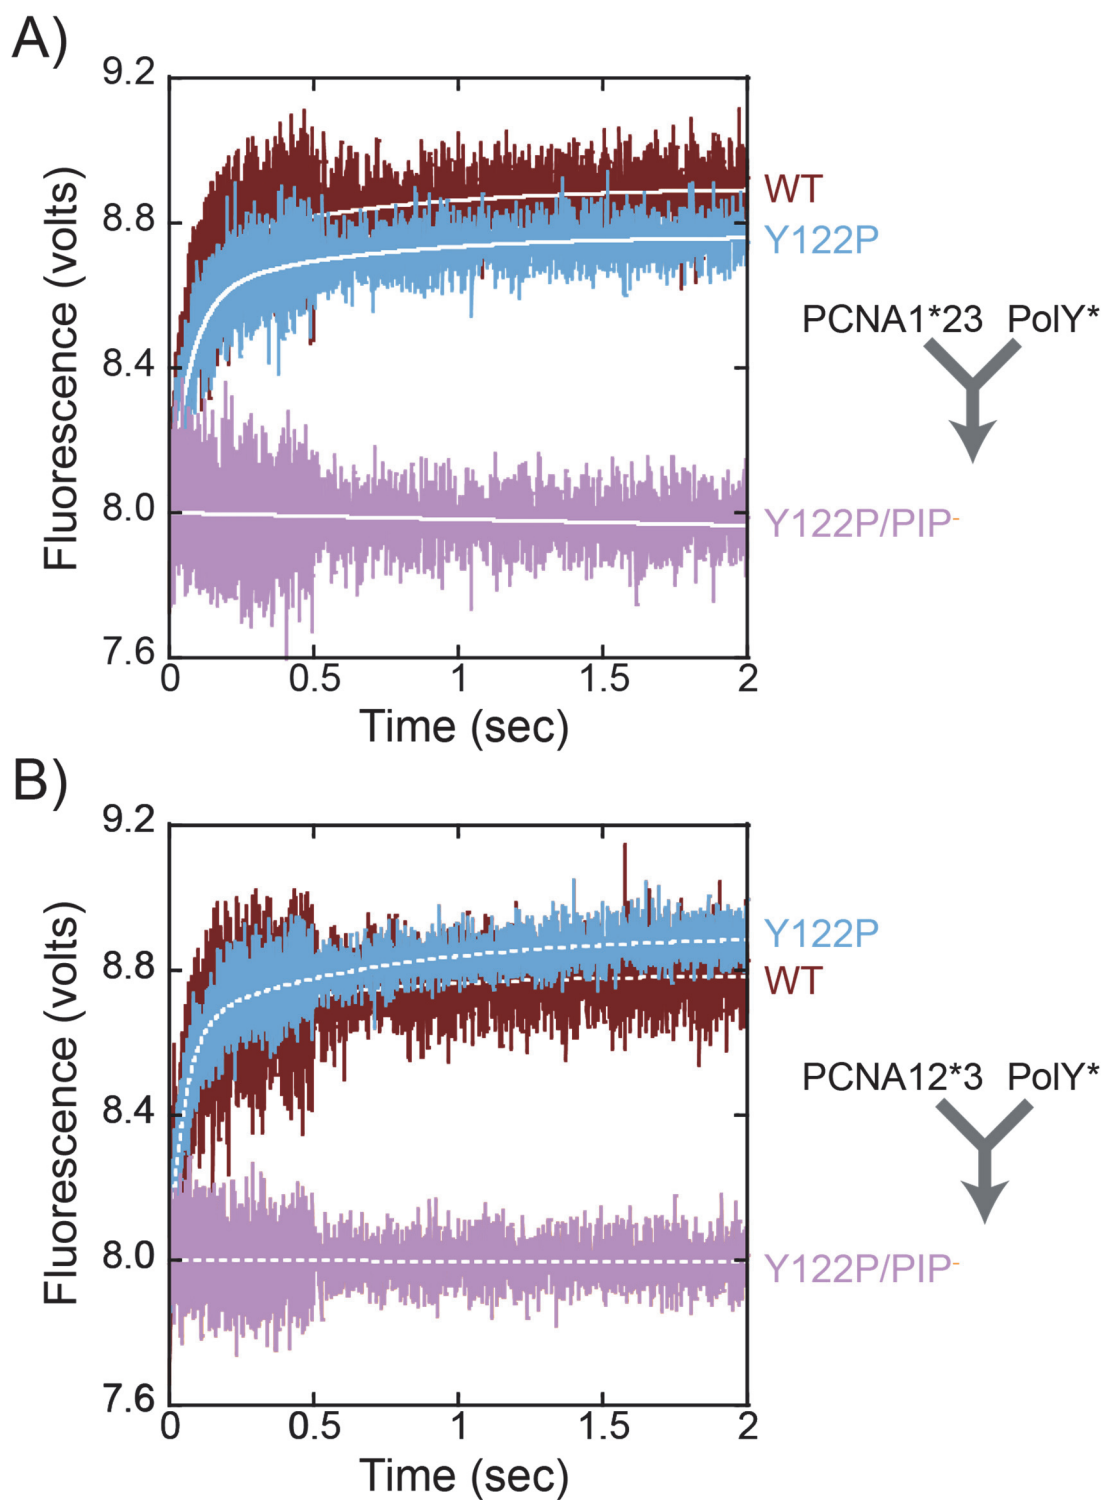 A)
9.2
8.8
8.4
8.0
7.6
Fluorescence (volts)
0 0.5 1 1.5 2
Time (sec)
WT
Y122P
PCNA1*23 PolY*
Y122P/PIP-
B)
9.2
8.8
8.4
8.0
7.6
Fluorescence (volts)
0 0.5 1 1.5 2
Time (sec)
Y122P
WT
PCNA12*3 PolY*
Y122P/PIP-